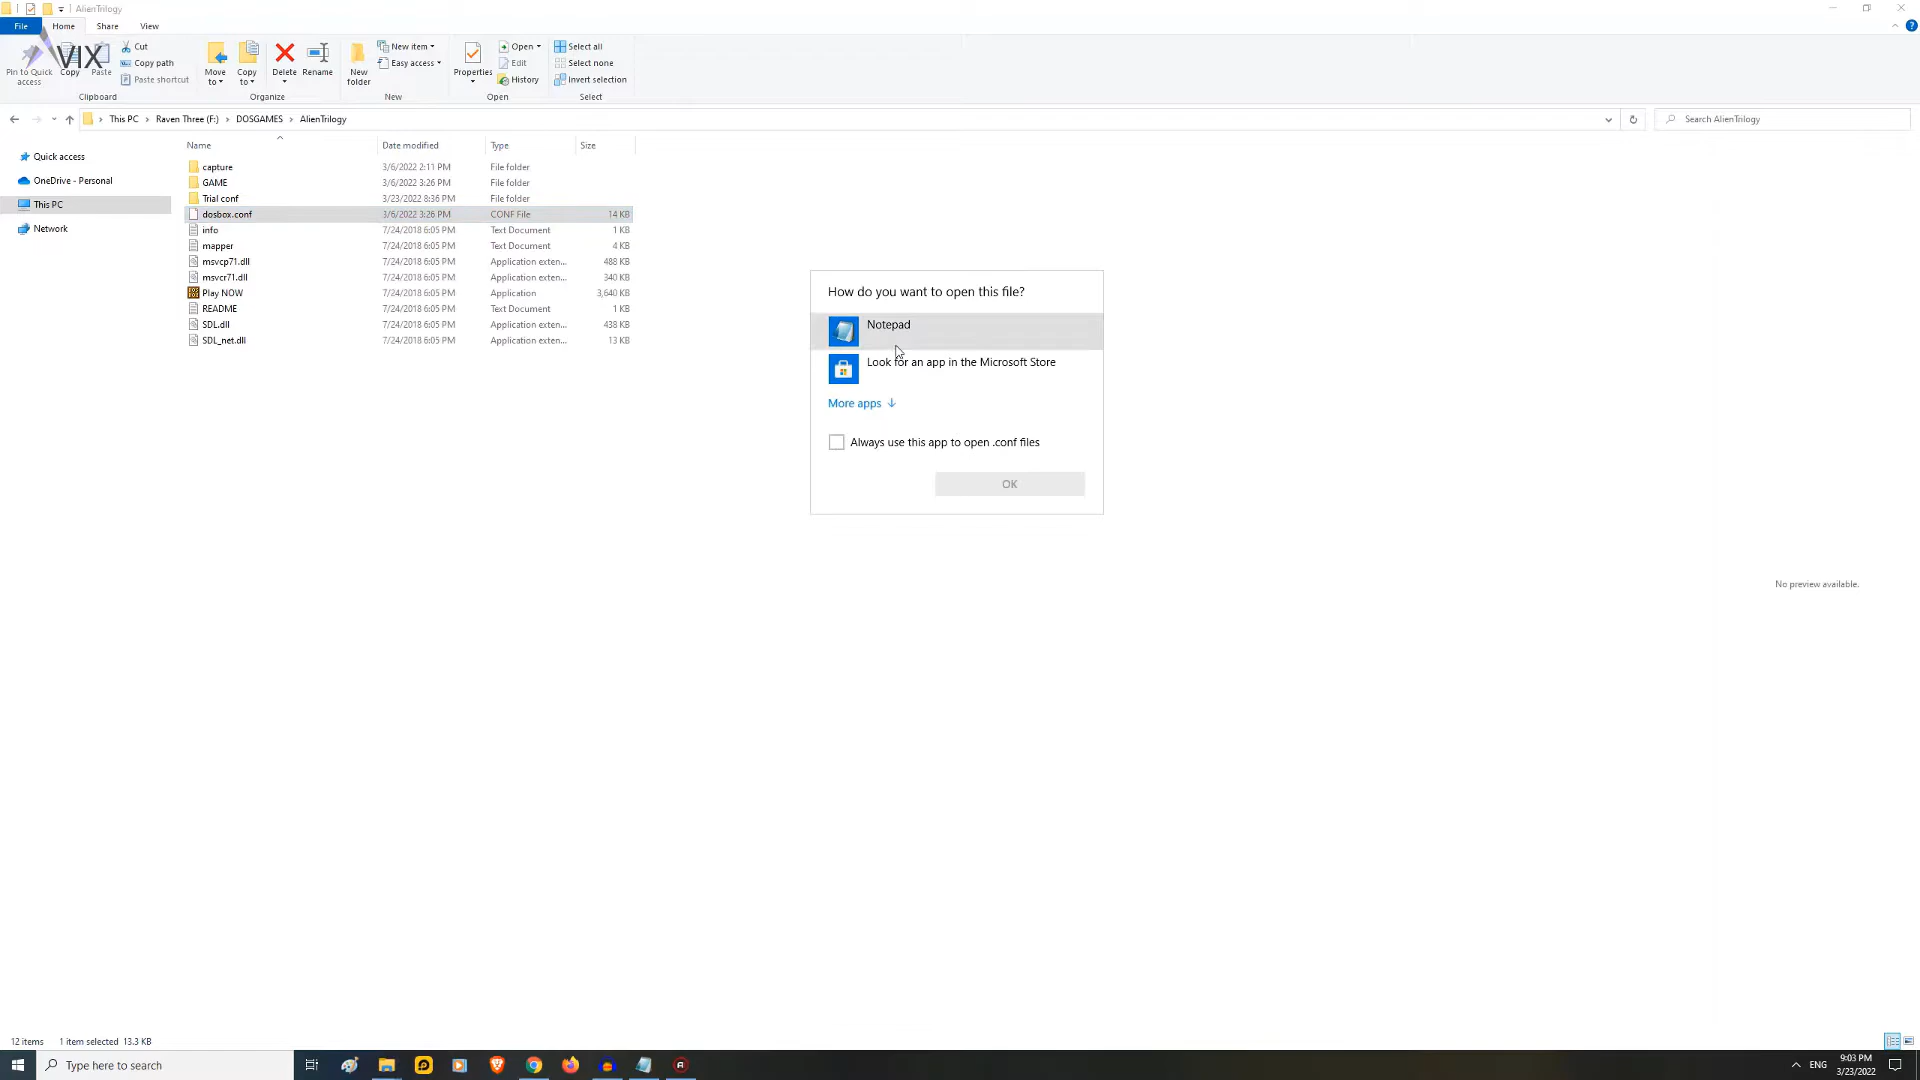 AlienTrilogy
File Home Share View
VIX
Pin to Quick access
Copy
Paste
Cut
Copy path
Paste shortcut
Clipboard
Move to
Copy to
Delete
Rename
Organize
New folder
New item
Easy access
New
Properties
Open
Edit
History
Open
Select all
Select none
Invert selection
Select
This PC Raven Three (F:) DOSGAMES AlienTrilogy
Search AlienTrilogy
Quick access
OneDrive - Personal
This PC
Network
Name Date modified Type Size
capture 3/6/2022 2:11 PM File folder
GAME 3/6/2022 3:26 PM File folder
Trial conf 3/23/2022 8:36 PM File folder
dosbox.conf 3/6/2022 3:26 PM CONF File 14 KB
info 7/24/2018 6:05 PM Text Document 1 KB
mapper 7/24/2018 6:05 PM Text Document 4 KB
msvcp71.dll 7/24/2018 6:05 PM Application exten... 488 KB
msvcr71.dll 7/24/2018 6:05 PM Application exten... 340 KB
Play NOW 7/24/2018 6:05 PM Application 3,640 KB
README 7/24/2018 6:05 PM Text Document 1 KB
SDL.dll 7/24/2018 6:05 PM Application exten... 438 KB
SDL_net.dll 7/24/2018 6:05 PM Application exten... 13 KB
How do you want to open this file?
Notepad
Look for an app in the Microsoft Store
More apps
Always use this app to open .conf files
OK
No preview available.
12 items 1 item selected 13.3 KB
Type here to search
ENG
9:03 PM
3/23/2022